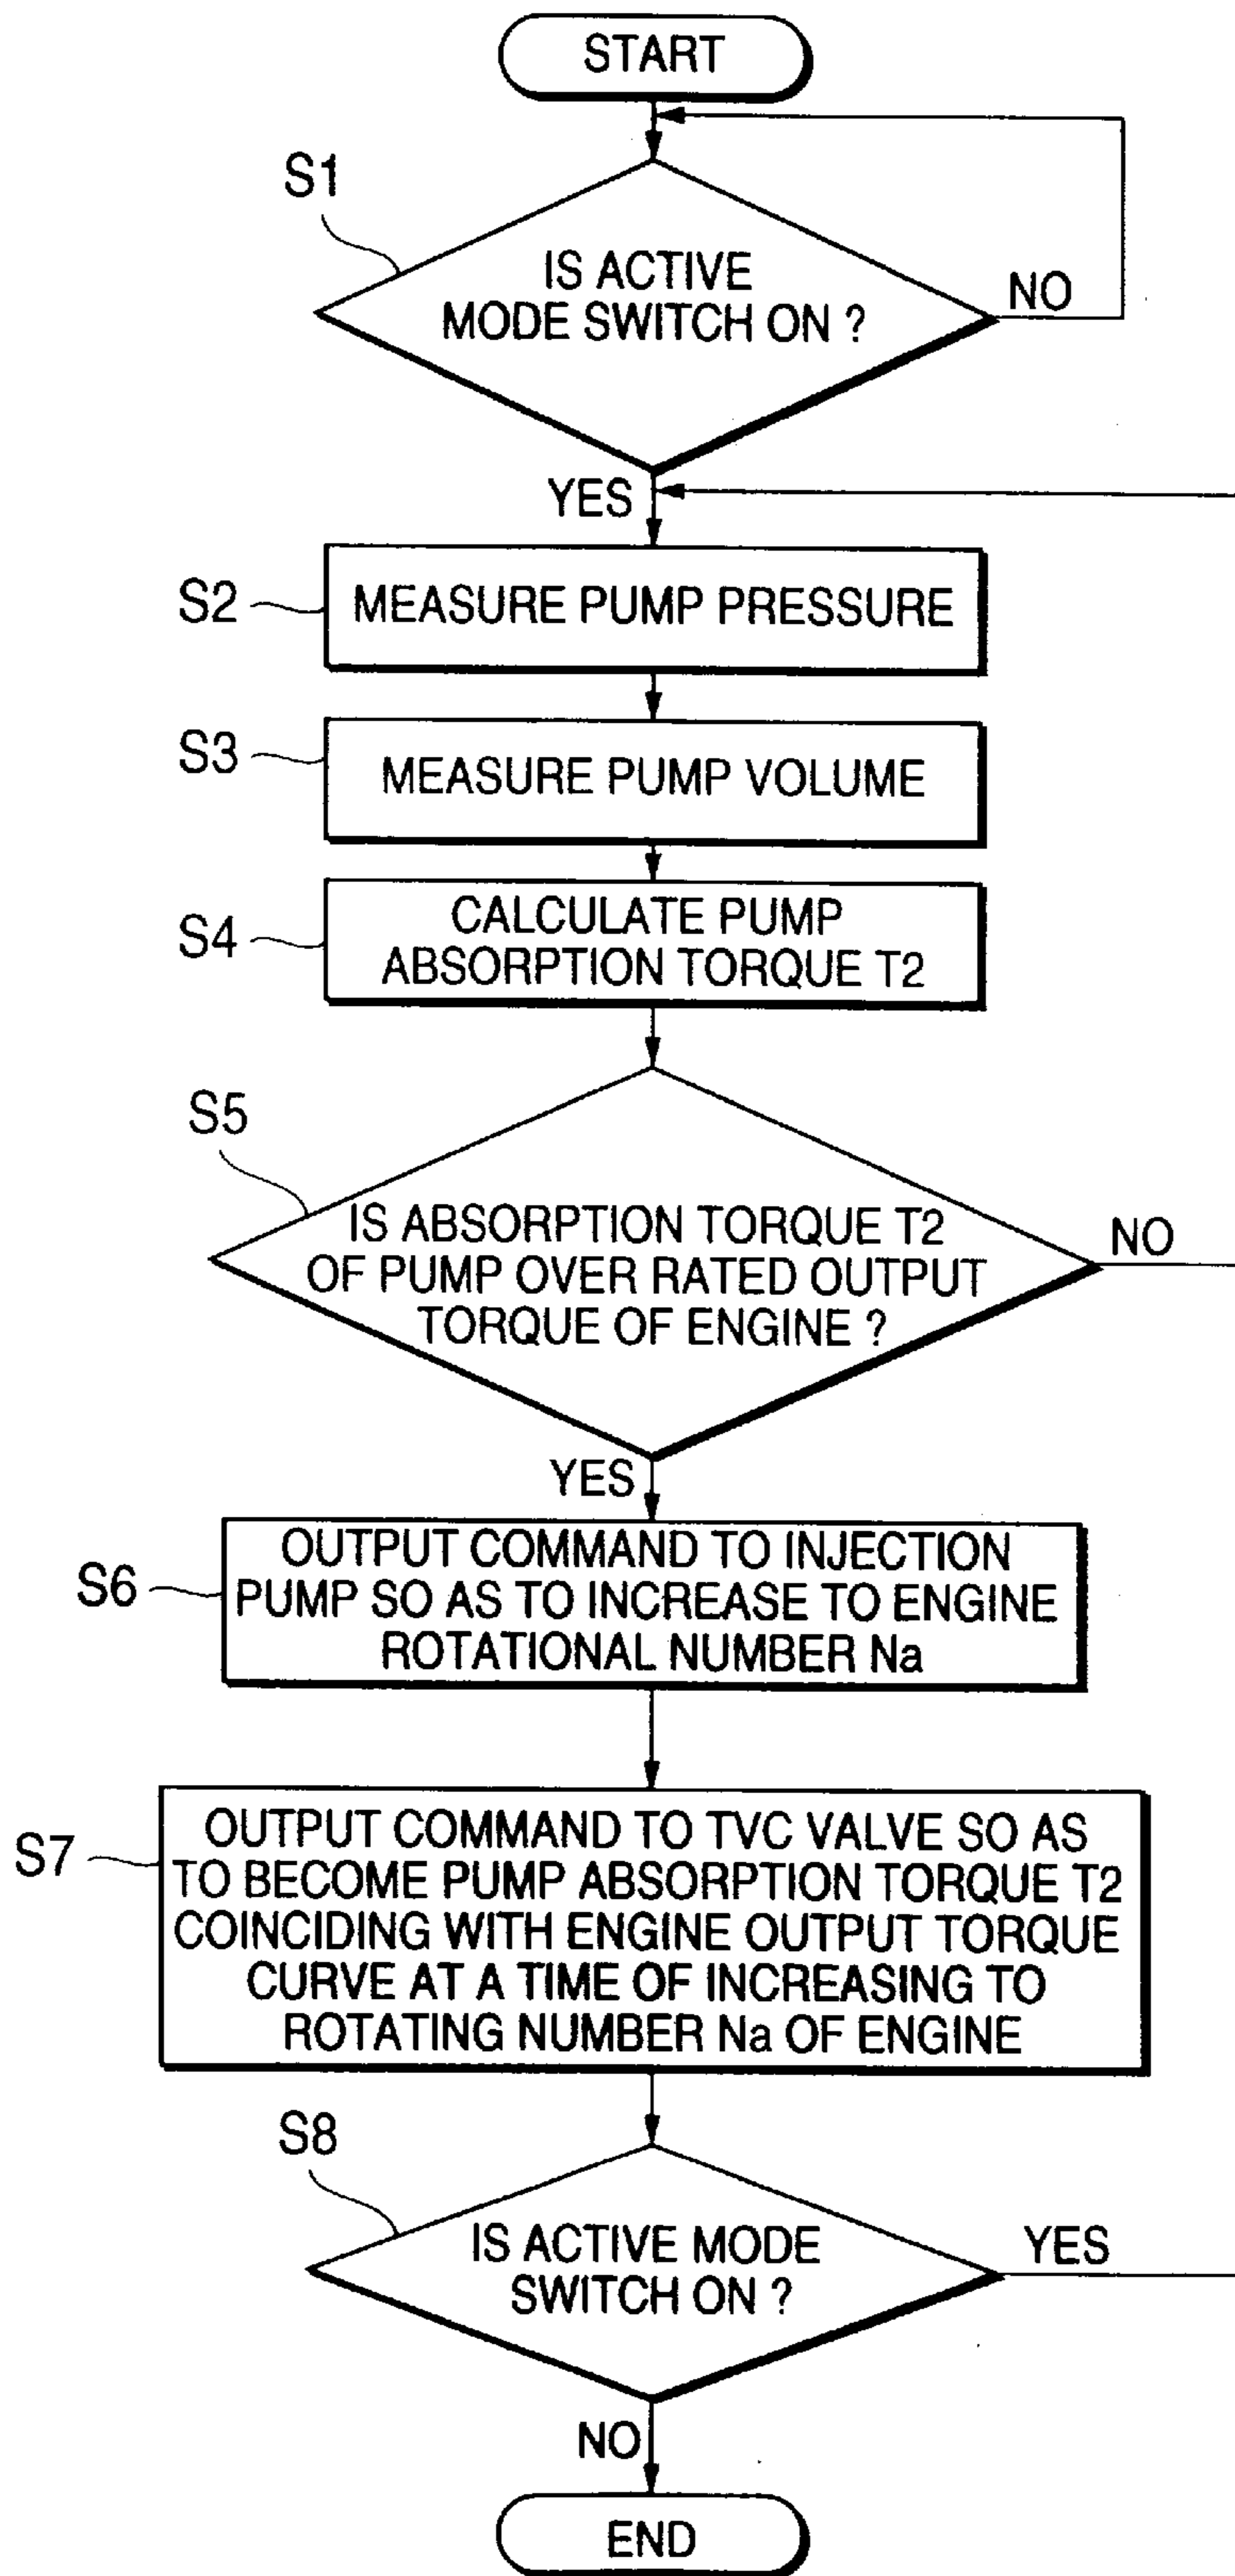 START
S1
IS ACTIVE
MODE SWITCH ON ?
NO
YES
S2
MEASURE PUMP PRESSURE
S3
MEASURE PUMP VOLUME
S4
CALCULATE PUMP
ABSORPTION TORQUE T2
S5
IS ABSORPTION TORQUE T2
OF PUMP OVER RATED OUTPUT
TORQUE OF ENGINE ?
NO
YES
S6
OUTPUT COMMAND TO INJECTION
PUMP SO AS TO INCREASE TO ENGINE
ROTATIONAL NUMBER Na
S7
OUTPUT COMMAND TO TVC VALVE SO AS
TO BECOME PUMP ABSORPTION TORQUE T2
COINCIDING WITH ENGINE OUTPUT TORQUE
CURVE AT A TIME OF INCREASING TO
ROTATING NUMBER Na OF ENGINE
S8
IS ACTIVE MODE
SWITCH ON ?
YES
NO
END